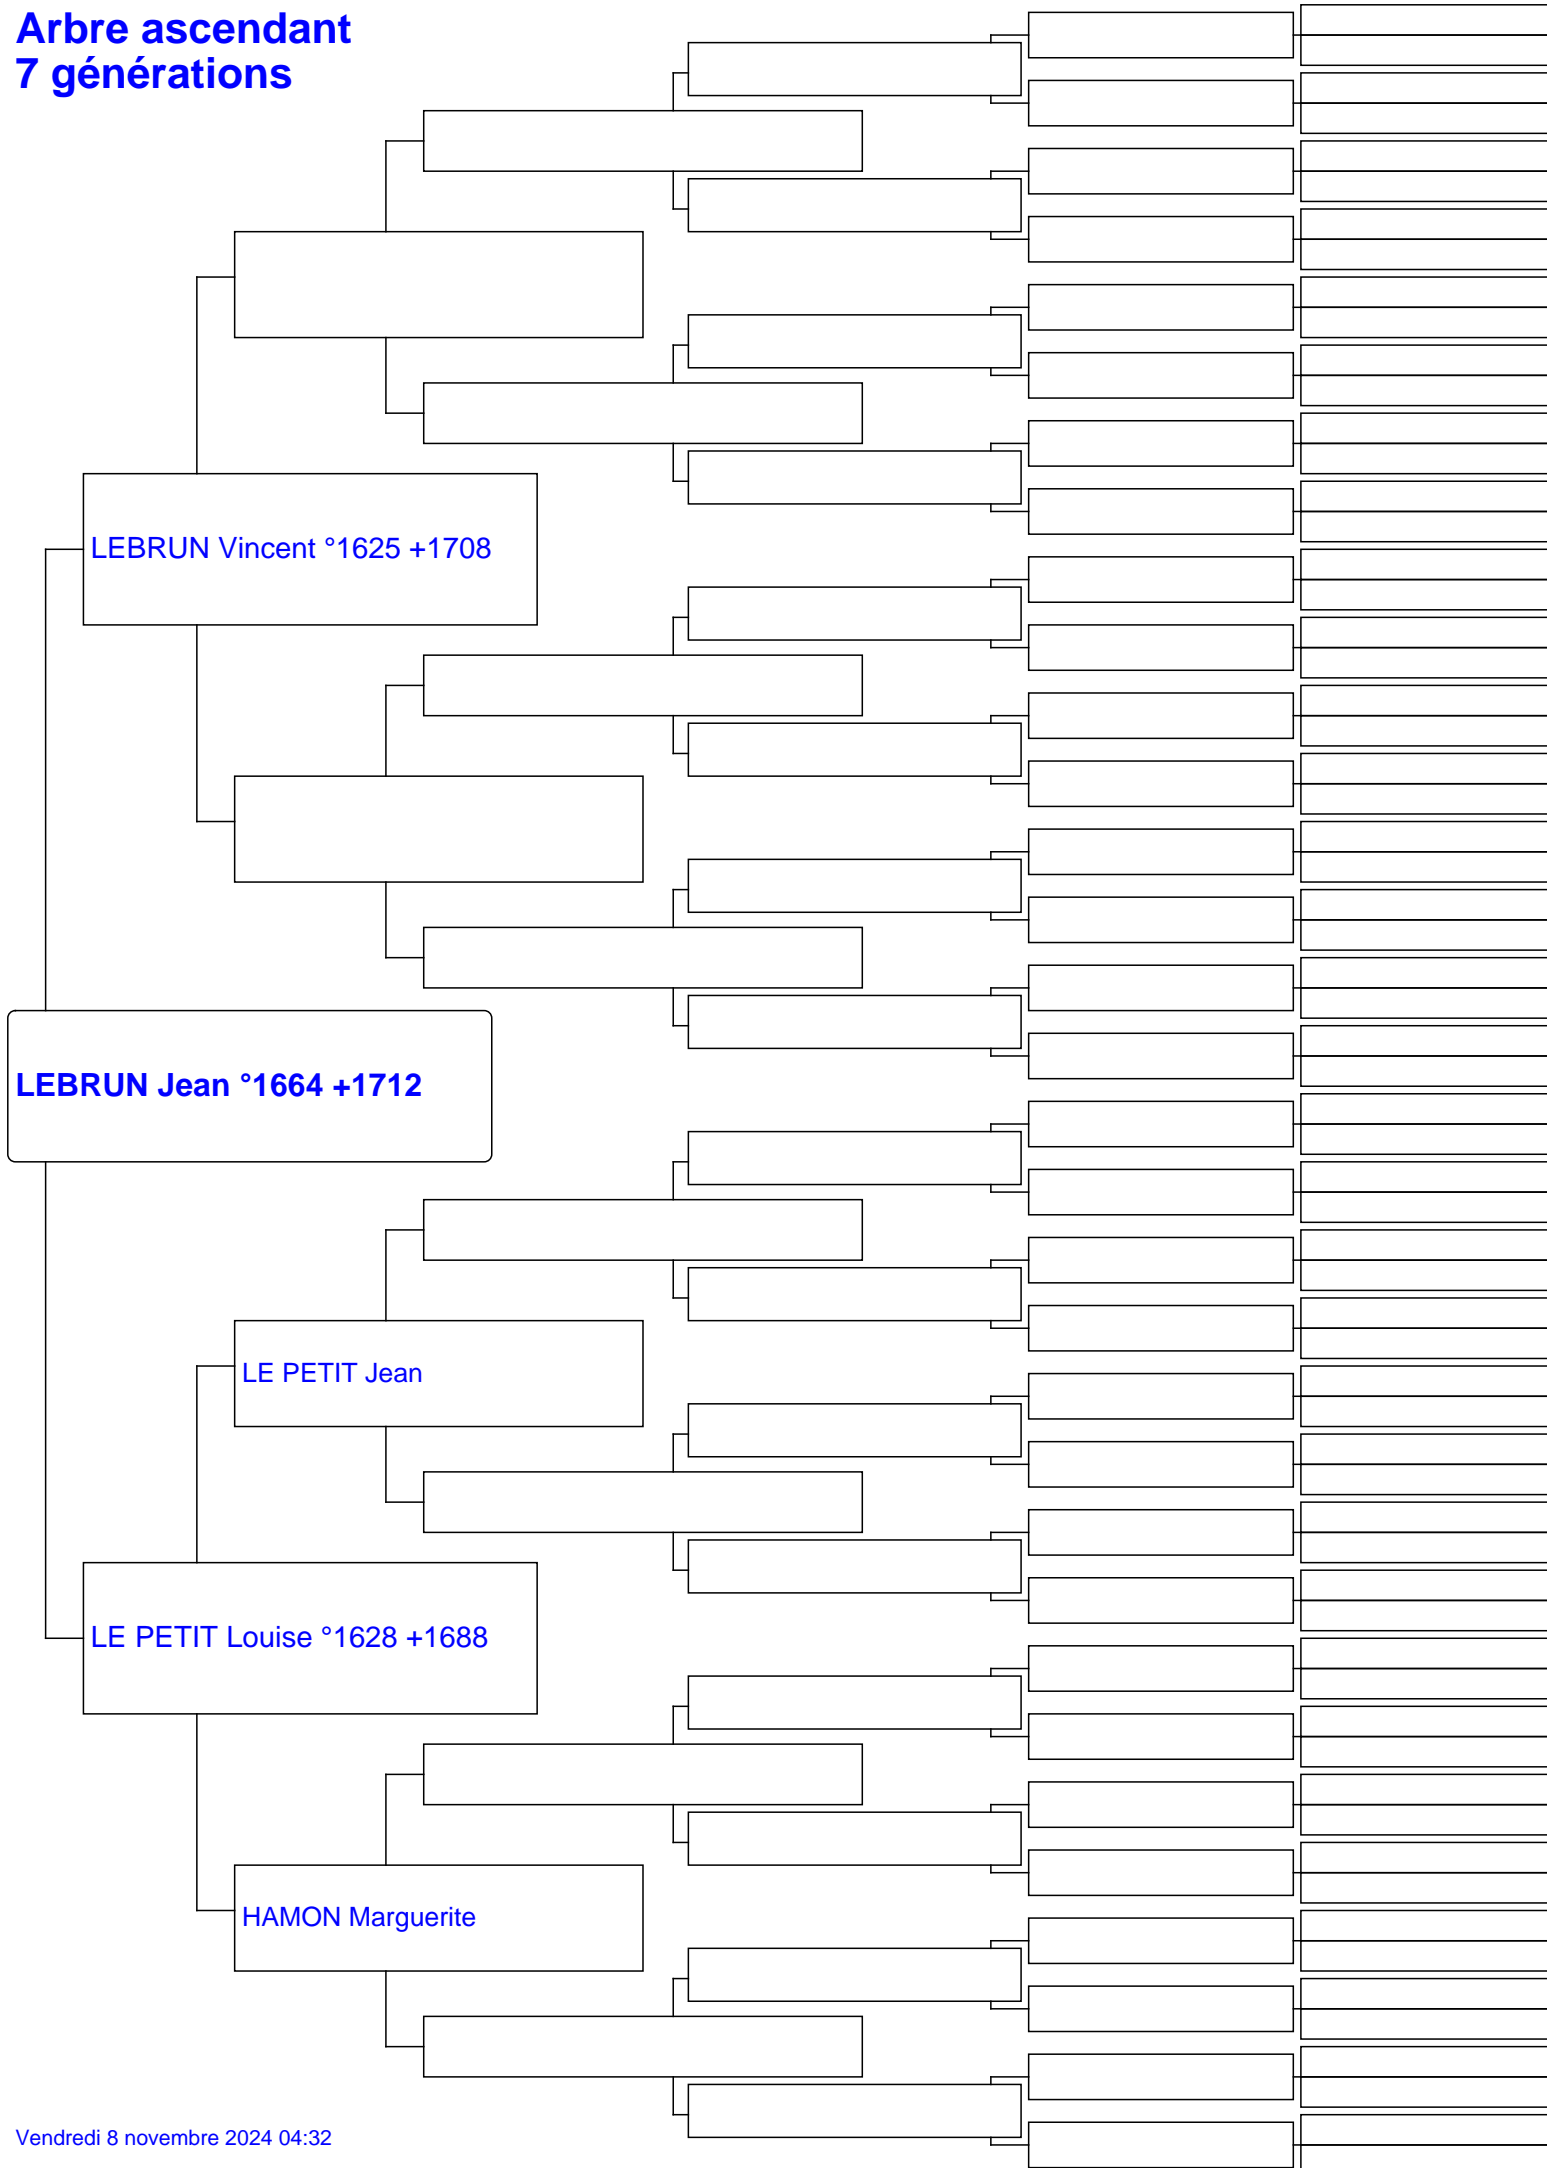 Arbre ascendant
7 générations
LEBRUN Vincent °1625 +1708
LEBRUN Jean °1664 +1712
LE PETIT Jean
LE PETIT Louise °1628 +1688
HAMON Marguerite
Vendredi 8 novembre 2024 04:32